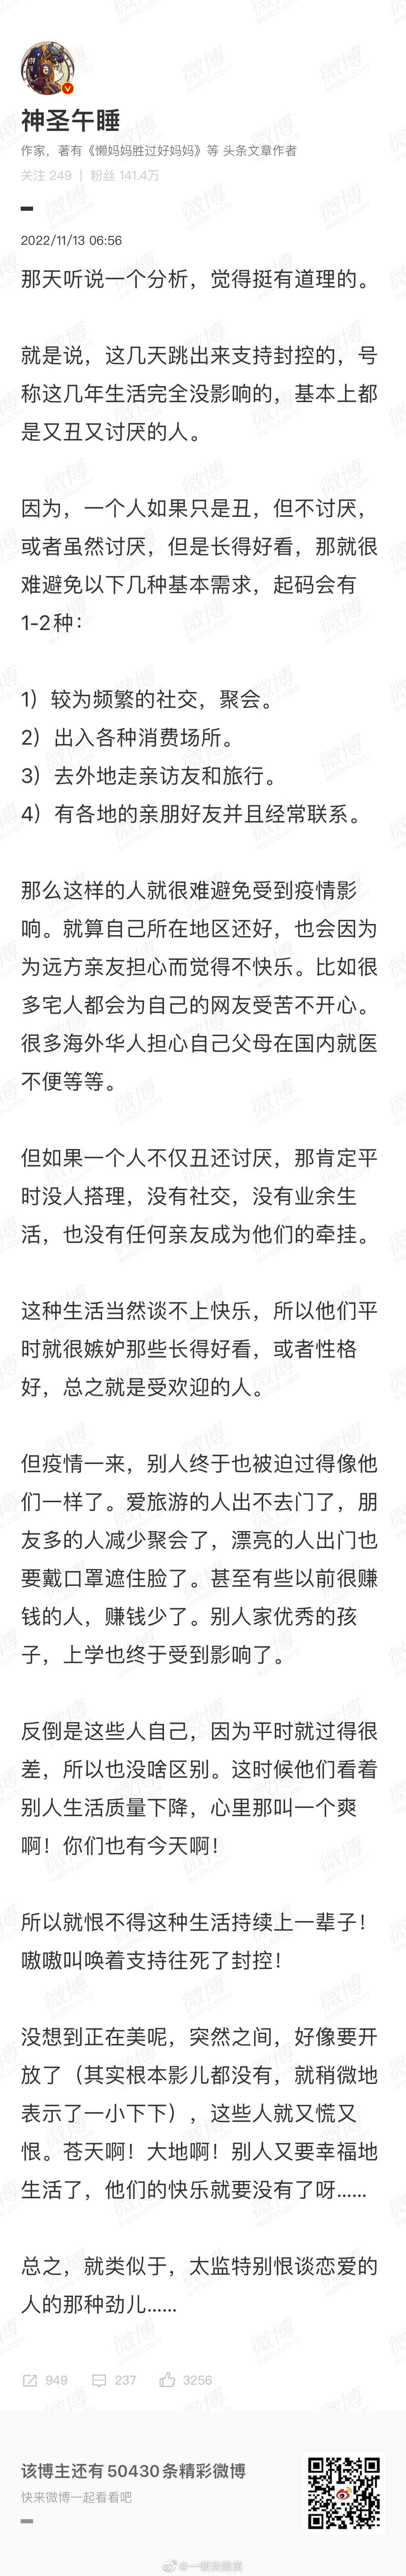 神圣午睡
作家，著有《懒妈妈胜过好妈妈》等 头条文章作者
关注 249 | 粉丝 141.4万
2022/11/13 06:56
那天听说一个分析，觉得挺有道理的。
就是说，这几天跳出来支持封控的，号
称这几年生活完全没影响的，基本上都
是又丑又讨厌的人。
因为，一个人如果只是丑，但不讨厌，
或者虽然讨厌，但是长得好看，那就很
难避免以下几种基本需求，起码会有
1-2种：
1）较为频繁的社交，聚会。
2）出入各种消费场所。
3）去外地走亲访友和旅行。
4）有各地的亲朋好友并且经常联系。
那么这样的人就很难避免受到疫情影
响。就算自己所在地区还好，也会因为
为远方亲友担心而觉得不快乐。比如很
多宅人都会为自己的网友受苦不开心。
很多海外华人担心自己父母在国内就医
不便等等。
但如果一个人不仅丑还讨厌，那肯定平
时没人搭理，没有社交，没有业余生
活，也没有任何亲友成为他们的牵挂。
这种生活当然谈不上快乐，所以他们平
时就很嫉妒那些长得好看，或者性格
好，总之就是受欢迎的人。
但疫情一来，别人终于也被迫过得像他
们一样了。爱旅游的人出不去门了，朋
友多的人减少聚会了，漂亮的人出门也
要戴口罩遮住脸了。甚至有些以前很赚
钱的人，赚钱少了。别人家优秀的孩
子，上学也终于受到影响了。
反倒是这些人自己，因为平时就过得很
差，所以也没啥区别。这时候他们看着
别人生活质量下降，心里那叫一个爽
啊！你们也有今天啊！
所以就恨不得这种生活持续上一辈子！
嗷嗷叫唤着支持往死了封控！
没想到正在美呢，突然之间，好像要开
放了（其实根本影儿都没有，就稍微地
表示了一小下下），这些人就又慌又
恨。苍天啊！大地啊！别人又要幸福地
生活了，他们的快乐就要没有了呀……
总之，就类似于，太监特别恨谈恋爱的
人的那种劲儿……
949 237 3256
该博主还有 50430 条精彩微博
快来微博一起看看吧